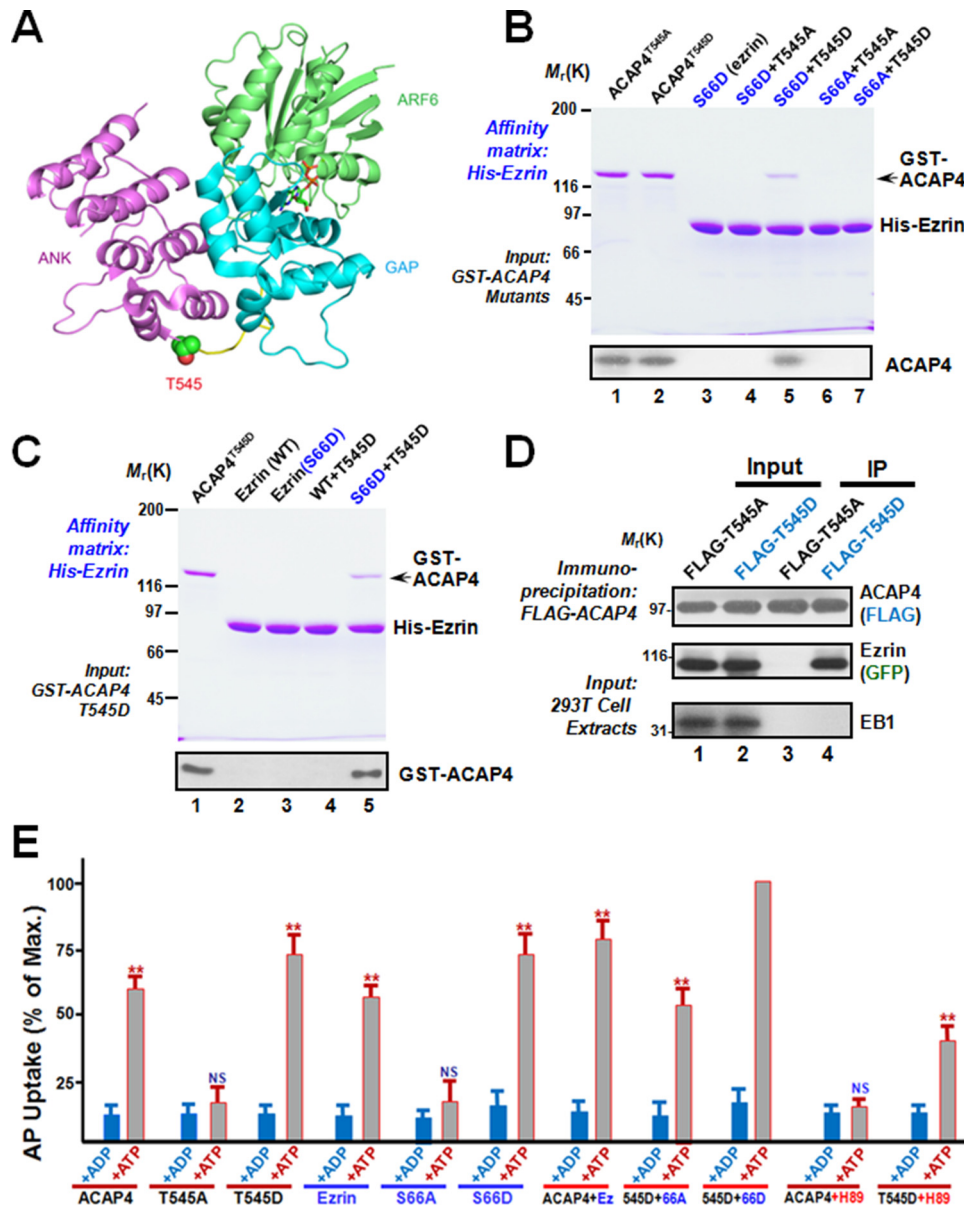 A
ARF6
ANK
GAP
T545
B
Mr(K)
ACAP4T545A
ACAP4T545D
S66D (ezrin)
S66D+T545A
S66D+T545D
S66A+T545A
S66A+T545D
200
Affinity
matrix:
His-Ezrin
116
GST-
ACAP4
97
His-Ezrin
66
Input:
GST-ACAP4
Mutants
45
ACAP4
1 2 3 4 5 6 7
C
Mr(K)
ACAP4T545D
Ezrin (WT)
Ezrin(S66D)
WT+T545D
S66D+T545D
200
Affinity
matrix:
His-Ezrin
116
GST-
ACAP4
97
His-Ezrin
66
Input:
GST-ACAP4
T545D
45
GST-ACAP4
1 2 3 4 5
D
Input IP
Mr(K)
FLAG-T545A
FLAG-T545D
FLAG-T545A
FLAG-T545D
Immuno-
precipitation:
FLAG-ACAP4
97
ACAP4
(FLAG)
116
Ezrin
(GFP)
Input:
293T Cell
Extracts
31
EB1
1 2 3 4
E
AP Uptake (% of Max.)
100
75
50
25
** NS ** ** NS ** ** ** NS **
+ADP +ATP +ADP +ATP +ADP +ATP +ADP +ATP +ADP +ATP +ADP +ATP +ADP +ATP +ADP +ATP +ADP +ATP +ADP +ATP +ADP +ATP
ACAP4 T545A T545D Ezrin S66A S66D ACAP4+Ez 545D+66A 545D+66D ACAP4+H89 T545D+H89